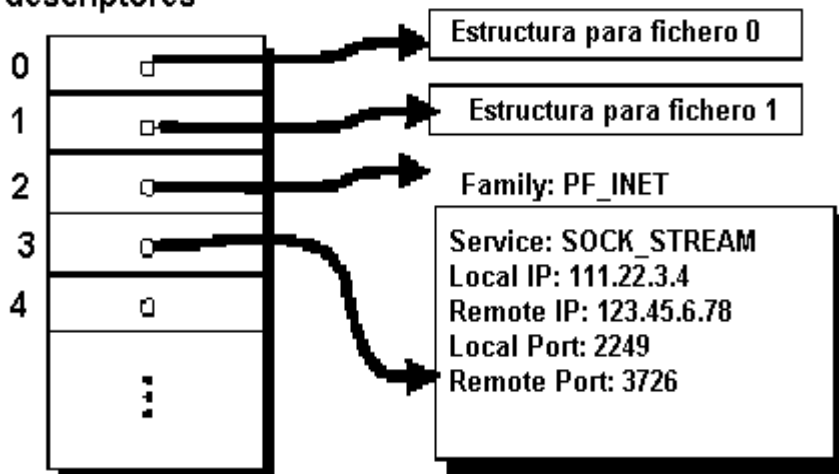 descriptores
0
Estructura para fichero 0
1
Estructura para fichero 1
2
Family: PF_INET
3
Service: SOCK_STREAM
Local IP: 111.22.3.4
4
Remote IP: 123.45.6.78
Local Port: 2249
Remote Port: 3726